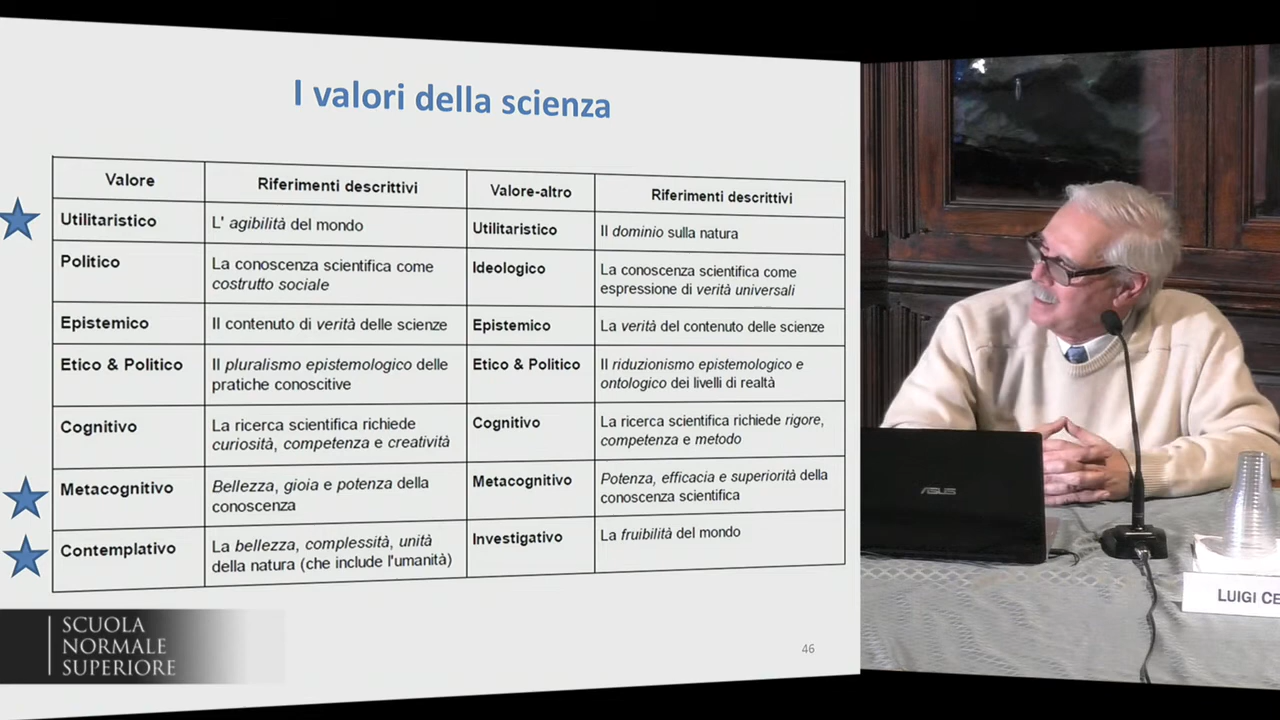 I valori della scienza
Valore
Riferimenti descrittivi
Valore-altro
Riferimenti descrittivi
Utilitaristico
L' agibilità del mondo
Utilitaristico
Il dominio sulla natura
Politico
La conoscenza scientifica come
costrutto sociale
Ideologico
La conoscenza scientifica come
espressione di verità universali
Epistemico
Il contenuto di verità delle scienze
Epistemico
La verità del contenuto delle scienze
Etico & Politico
Il pluralismo epistemologico delle
pratiche conoscitive
Etico & Politico
Il riduzionismo epistemologico e
ontologico dei livelli di realtà
Cognitivo
La ricerca scientifica richiede
curiosità, competenza e creatività
Cognitivo
La ricerca scientifica richiede rigore,
competenza e metodo
Metacognitivo
Bellezza, gioia e potenza della
conoscenza
Metacognitivo
Potenza, efficacia e superiorità della
conoscenza scientifica
Contemplativo
La bellezza, complessità, unità
della natura (che include l'umanità)
Investigativo
La fruibilità del mondo
SCUOLA
NORMALE
SUPERIORE
46
ASUS
LUIGI CE